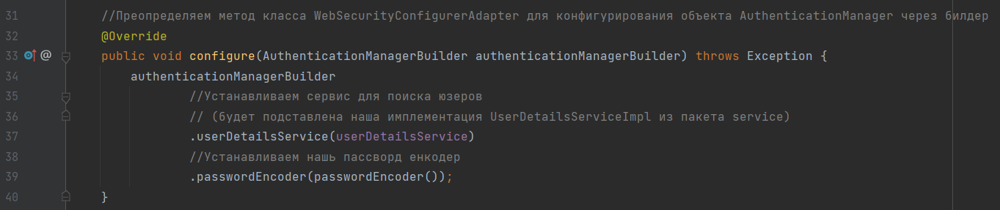 31 //Преопределяем метод класса WebSecurityConfigurerAdapter для конфигурирования объекта AuthenticationManager через билдер
32 @Override
33 @ public void configure(AuthenticationManagerBuilder authenticationManagerBuilder) throws Exception {
34 authenticationManagerBuilder
35 //Устанавливаем сервис для поиска юзеров
36 // (будет подставлена наша имплементация UserDetailsServiceImpl из пакета service)
37 .userDetailsService(userDetailsService)
38 //Устанавливаем нашь пассворд енкодер
39 .passwordEncoder(passwordEncoder());
40 }